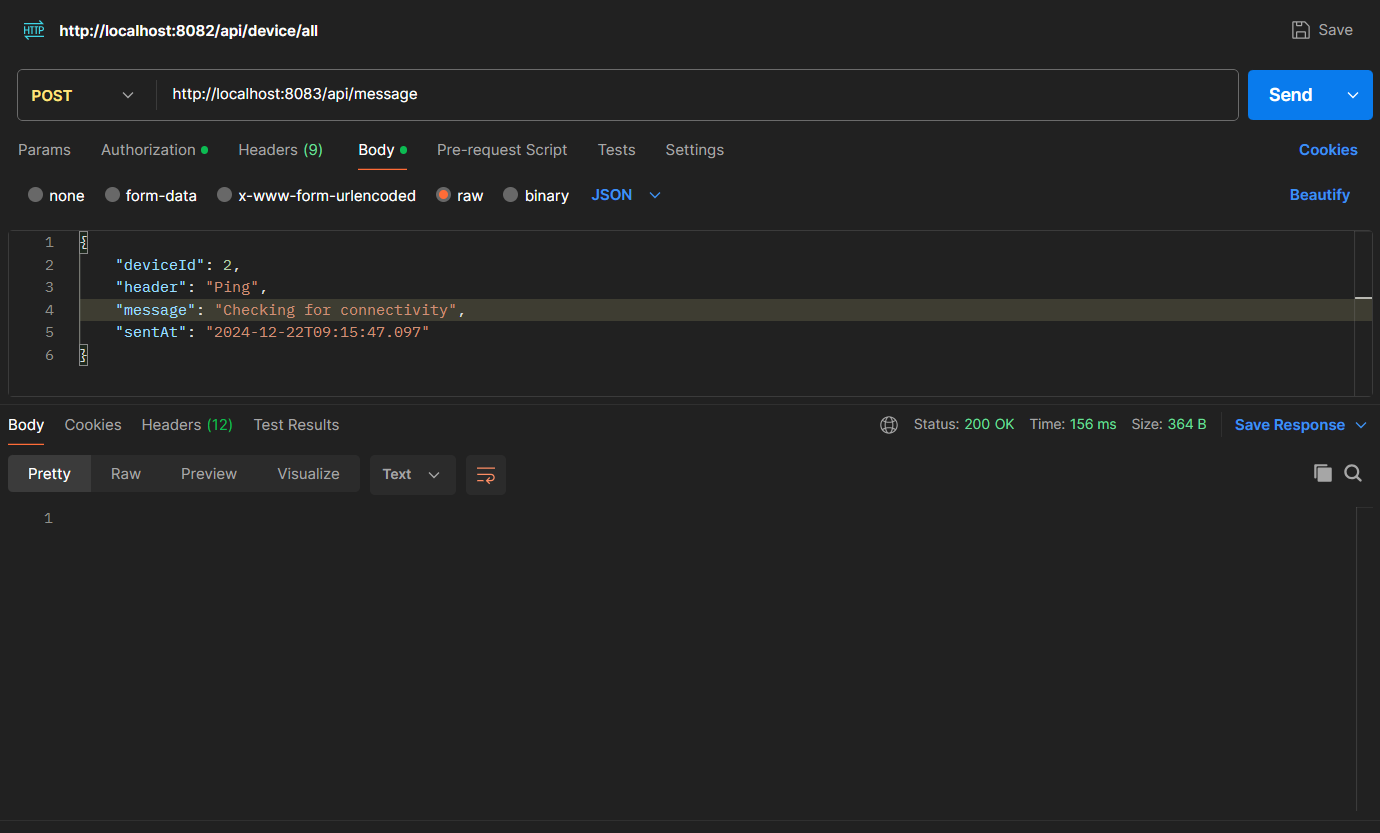 HTTP http://localhost:8082/api/device/all Save
POST http://localhost:8083/api/message Send
Params Authorization Headers (9) Body Pre-request Script Tests Settings Cookies
none form-data x-www-form-urlencoded raw binary JSON Beautify
1 {
2 "deviceId": 2,
3 "header": "Ping",
4 "message": "Checking for connectivity",
5 "sentAt": "2024-12-22T09:15:47.097"
6 }
Body Cookies Headers (12) Test Results Status: 200 OK Time: 156 ms Size: 364 B Save Response
Pretty Raw Preview Visualize Text
1